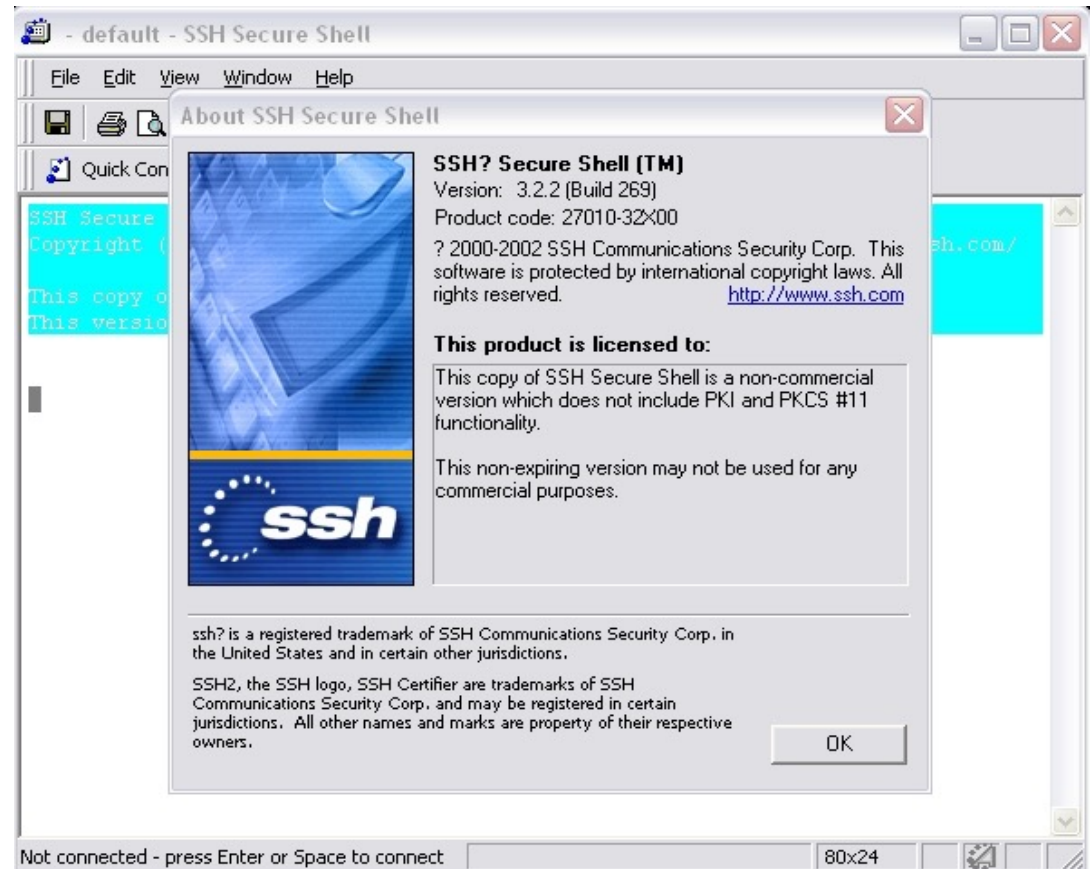 - default - SSH Secure Shell
File Edit View Window Help
Quick Con
About SSH Secure Shell
SSH Secure
Copyright (
sh.com/
This copy o
This versio
SSH? Secure Shell (TM)
Version: 3.2.2 (Build 269)
Product code: 27010-32X00
? 2000-2002 SSH Communications Security Corp. This
software is protected by international copyright laws. All
rights reserved. http://www.ssh.com
This product is licensed to:
This copy of SSH Secure Shell is a non-commercial
version which does not include PKI and PKCS #11
functionality.
This non-expiring version may not be used for any
commercial purposes.
ssh
ssh? is a registered trademark of SSH Communications Security Corp. in
the United States and in certain other jurisdictions.
SSH2, the SSH logo, SSH Certifier are trademarks of SSH
Communications Security Corp. and may be registered in certain
jurisdictions. All other names and marks are property of their respective
owners.
OK
Not connected - press Enter or Space to connect
80x24